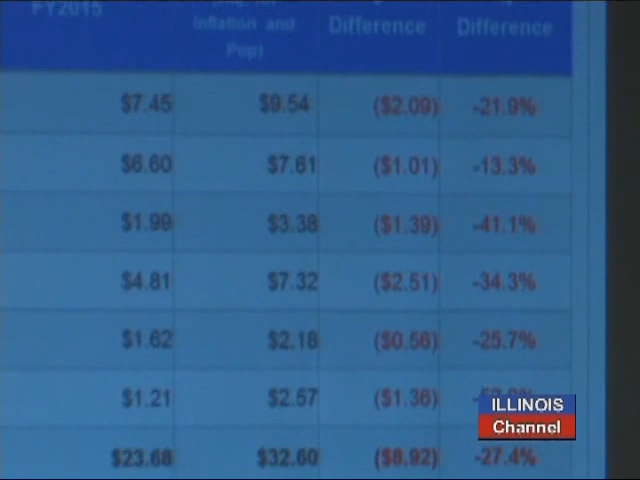 FY2015
Inflation and
Pop)
Difference
Difference
$7.45 $9.54 ($2.09) -21.9%
$6.60 $7.61 ($1.01) -13.3%
$1.99 $3.38 ($1.39) -41.1%
$4.81 $7.32 ($2.51) -34.3%
$1.62 $2.18 ($0.56) -25.7%
$1.21 $2.57 ($1.36)
ILLINOIS
Channel
$23.68 $32.60 ($8.92) -27.4%